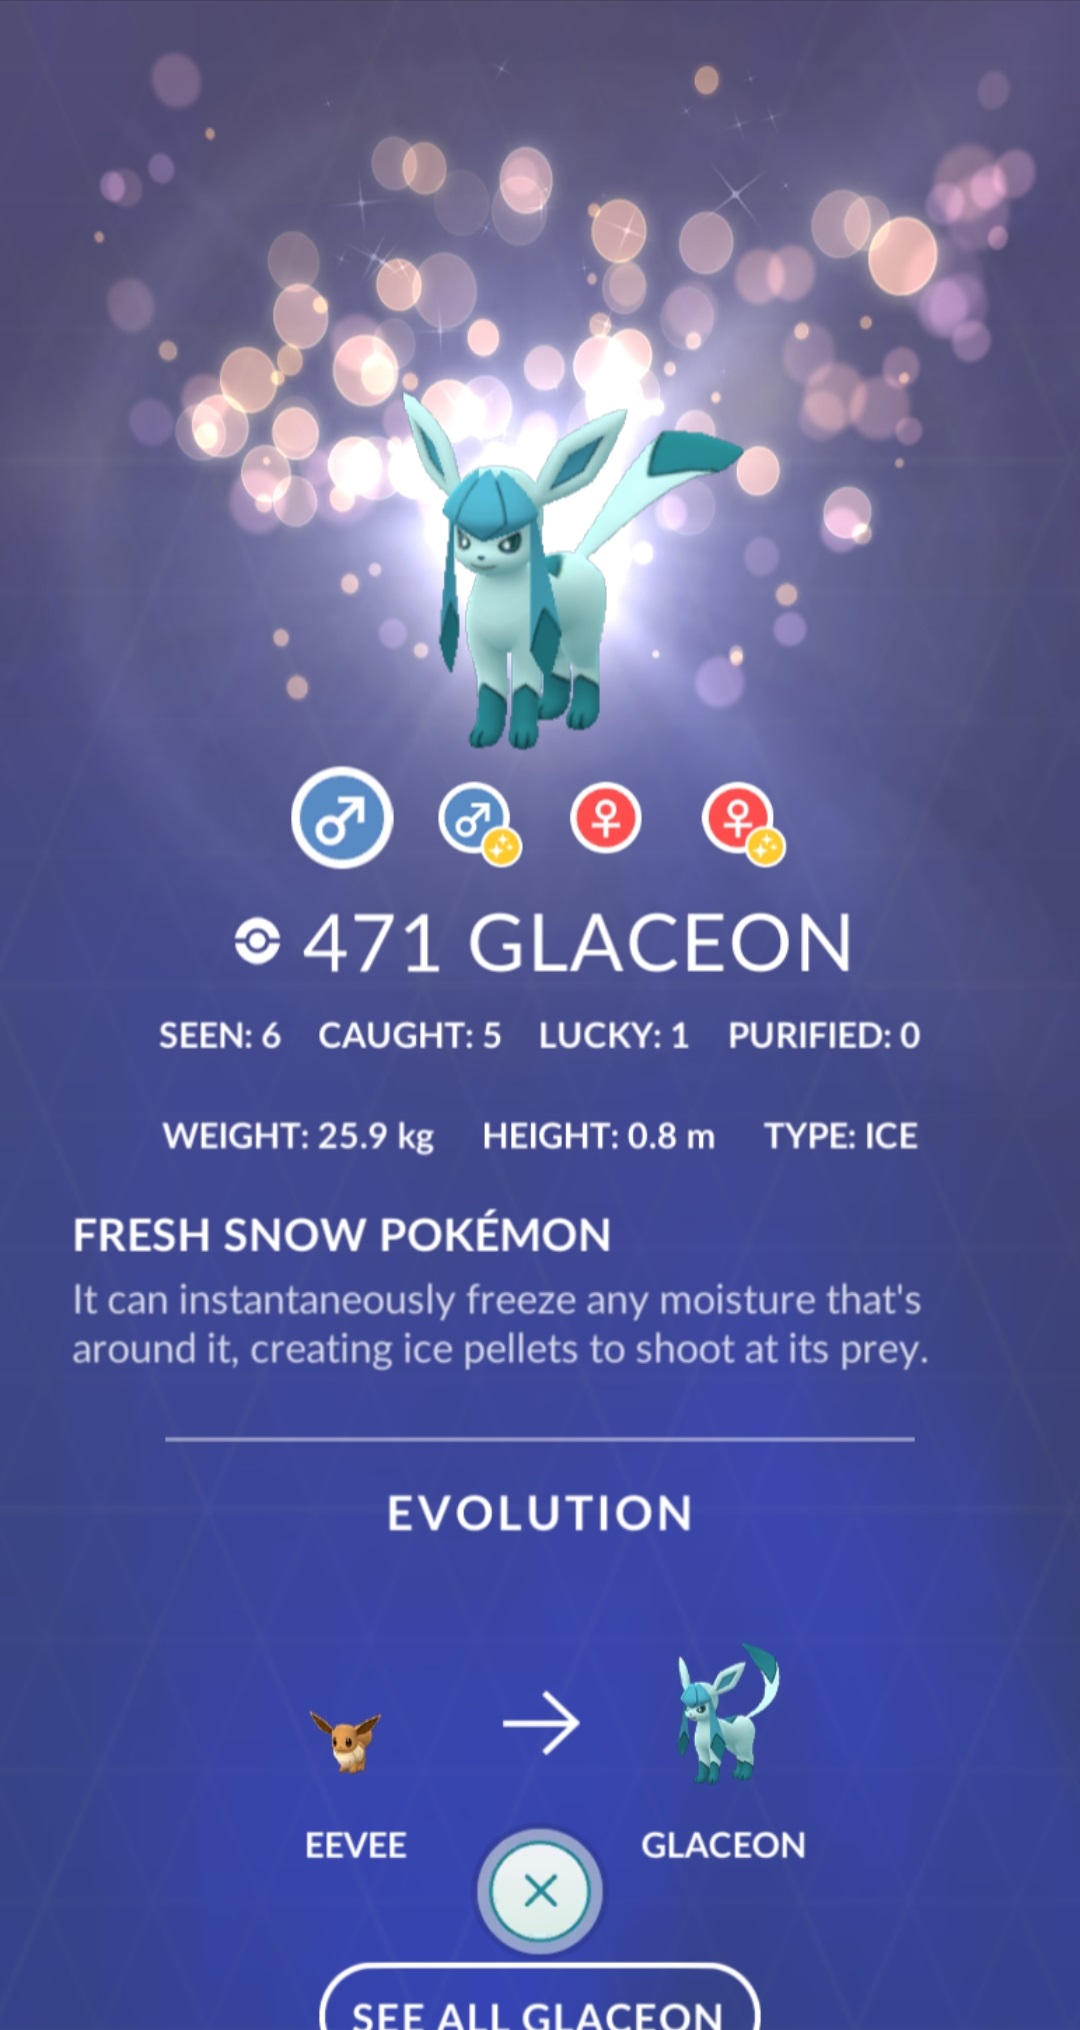 471 GLACEON
SEEN: 6 CAUGHT: 5 LUCKY: 1 PURIFIED: 0
WEIGHT: 25.9 kg HEIGHT: 0.8 m TYPE: ICE
FRESH SNOW POKÉMON
It can instantaneously freeze any moisture that's
around it, creating ice pellets to shoot at its prey.
EVOLUTION
EEVEE GLACEON
SEE ALL GLACEON